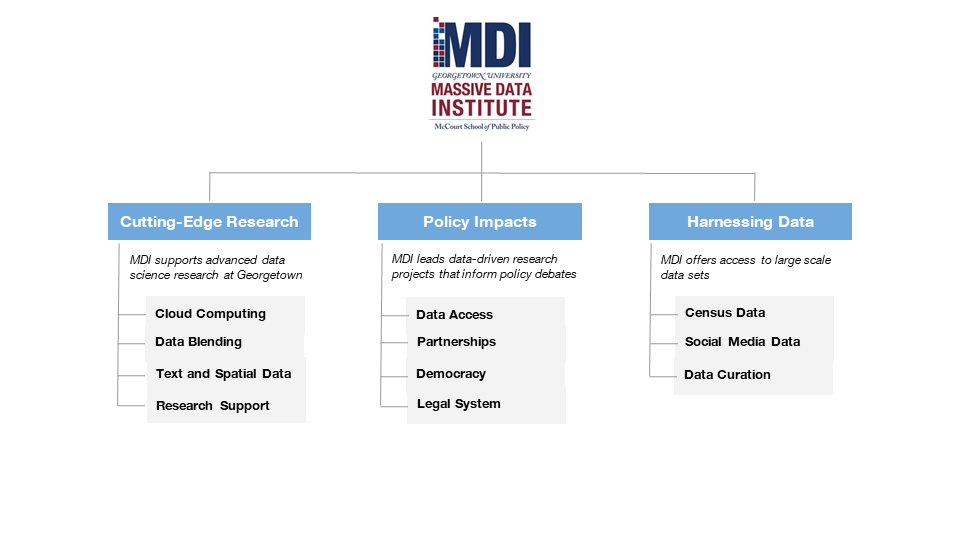 MDI
GEORGETOWN UNIVERSITY
MASSIVE DATA
INSTITUTE
McCourt School of Public Policy
Cutting-Edge Research
MDI supports advanced data
science research at Georgetown
Cloud Computing
Data Blending
Text and Spatial Data
Research Support
Policy Impacts
MDI leads data-driven research
projects that inform policy debates
Data Access
Partnerships
Democracy
Legal System
Harnessing Data
MDI offers access to large scale
data sets
Census Data
Social Media Data
Data Curation